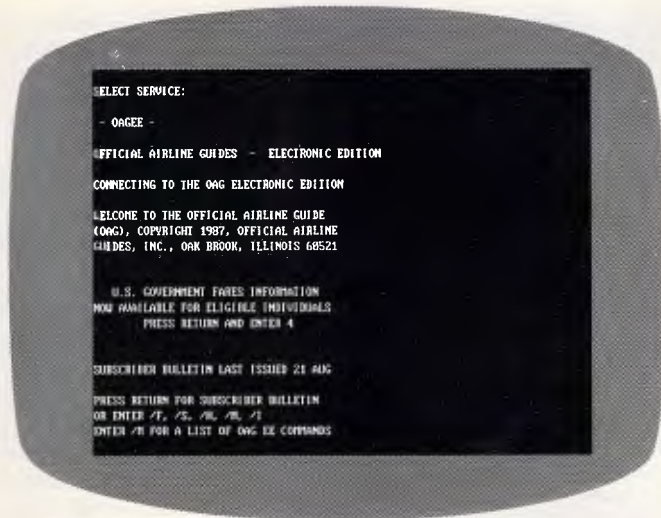 SELECT SERVICE:
- OAGEE -
OFFICIAL AIRLINE GUIDES - ELECTRONIC EDITION
CONNECTING TO THE OAG ELECTRONIC EDITION
WELCOME TO THE OFFICIAL AIRLINE GUIDE
(OAG), COPYRIGHT 1987, OFFICIAL AIRLINE
GUIDES, INC., OAK BROOK, ILLINOIS 60521
U.S. GOVERNMENT FARES INFORMATION
NOW AVAILABLE FOR ELIGIBLE INDIVIDUALS
PRESS RETURN AND ENTER 4
SUBSCRIBER BULLETIN LAST ISSUED 21 AUG
PRESS RETURN FOR SUBSCRIBER BULLETIN
OR ENTER /F, /S, /H, /R, /I
ENTER /M FOR A LIST OF OAG EE COMMANDS